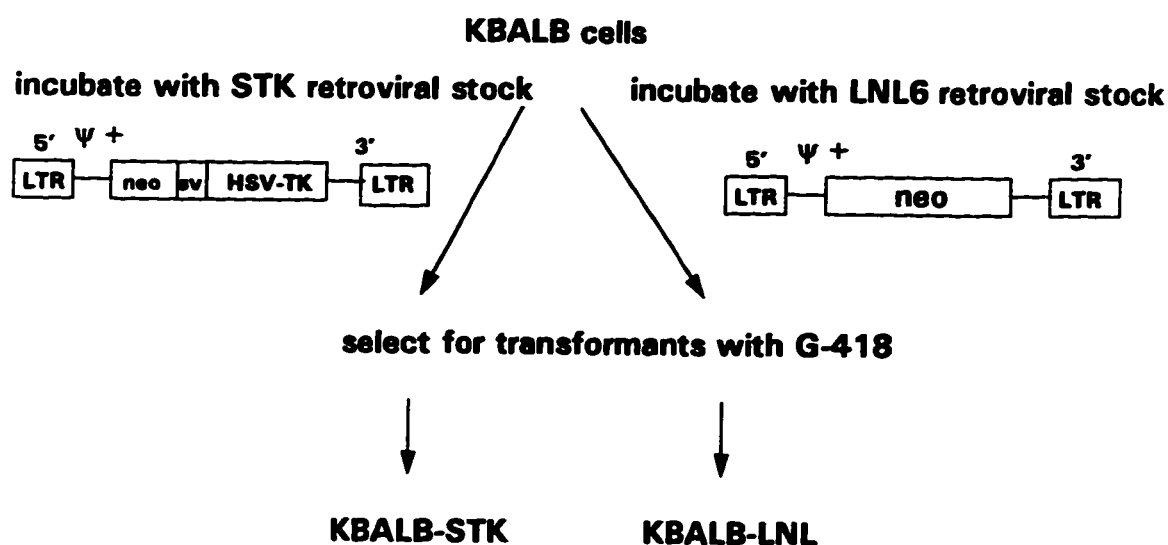 KBALB cells
incubate with STK retroviral stock
5′ Ψ + 3′
LTR neo sv HSV-TK LTR
incubate with LNL6 retroviral stock
5′ Ψ + 3′
LTR neo LTR
select for transformants with G-418
KBALB-STK KBALB-LNL